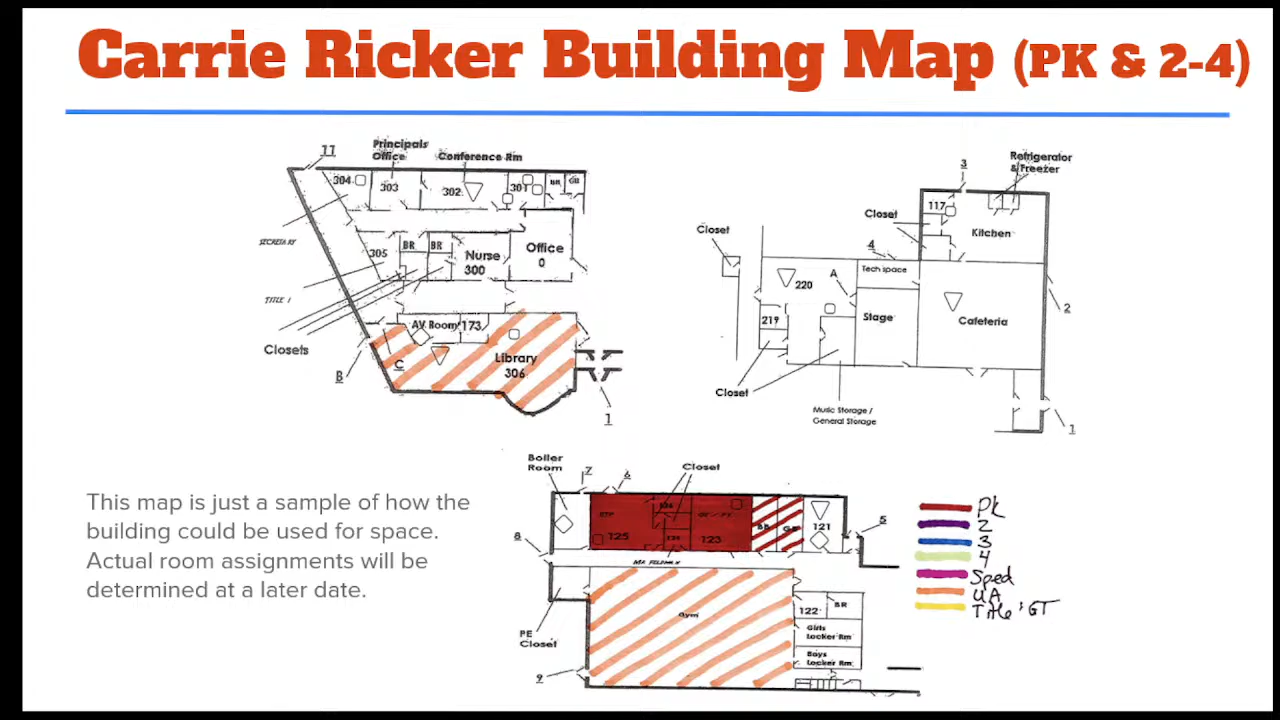 Carrie Ricker Building Map (PK & 2-4)
11
Principals
Office
Conference Rm
304
303
302
301
BR
GR
SECRETARY
305
BR
BR
Nurse
300
Office
0
TITLE I
Closets
AV Room
173
Library
306
B
C
1
3
Refrigerator
& Freezer
Closet
117
Closet
4
Kitchen
Tech space
A
220
219
Stage
Cafeteria
2
Closet
Music Storage /
General Storage
1
Boiler
Room
7
6
Closet
125
123
121
5
8
Gym
122
BR
Girls
Locker Rm
Boys
Locker Rm
PE
Closet
9
This map is just a sample of how the
building could be used for space.
Actual room assignments will be
determined at a later date.
PK
2
3
4
Sped
UA
Title : GT